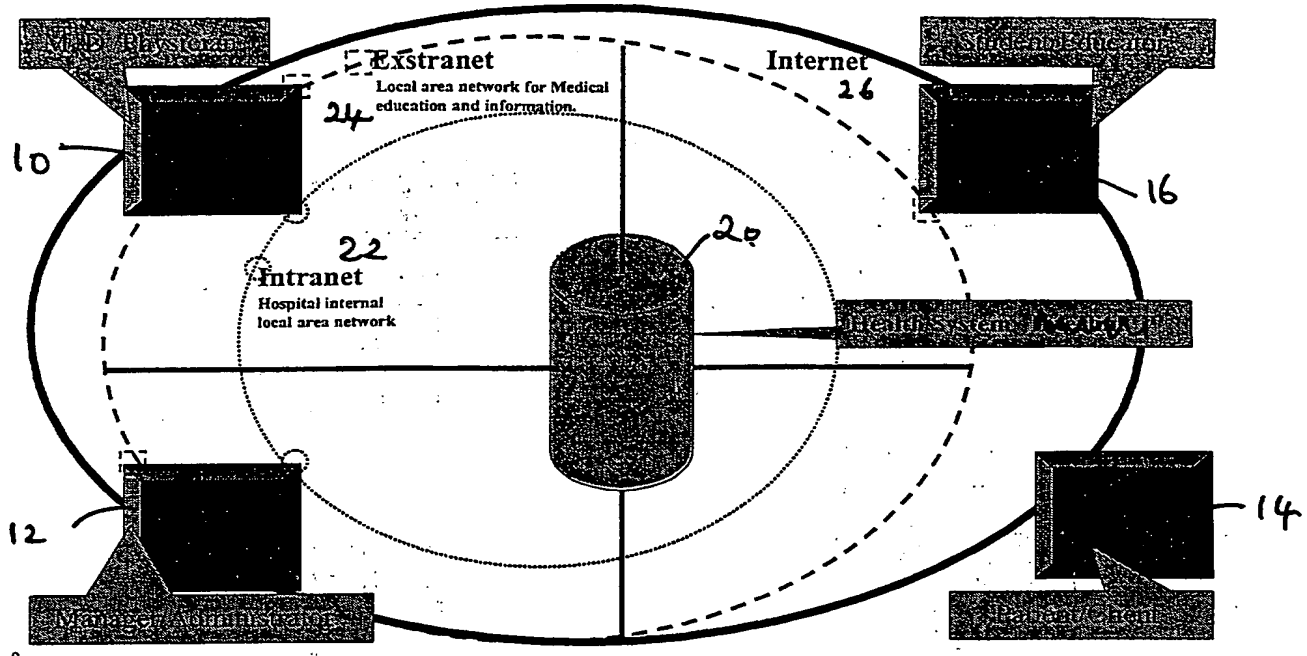 M.D. Physician
Student/Educator
Exstranet
Local area network for Medical
education and information.
24
Internet
26
10
16
22
Intranet
Hospital internal
local area network
20
Health System
12
14
Manager/Administrator
Patient/Client